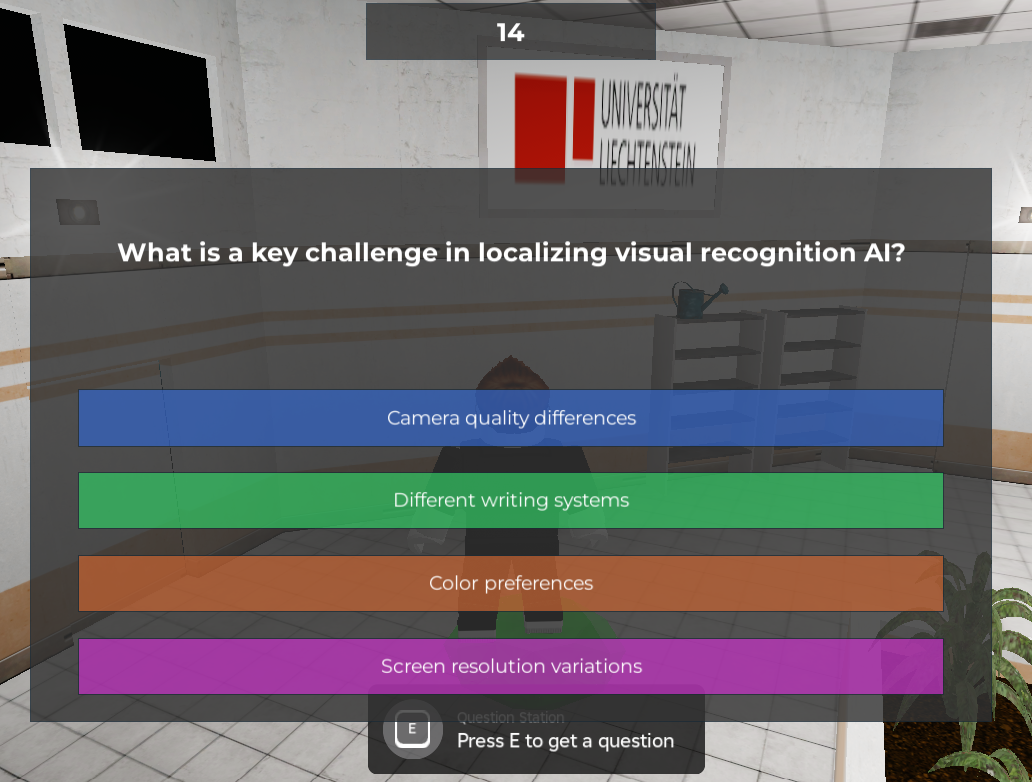 14
UNIVERSITÄT
LIECHTENSTEIN
What is a key challenge in localizing visual recognition AI?
Camera quality differences
Different writing systems
Color preferences
Screen resolution variations
E
Question Station
Press E to get a question